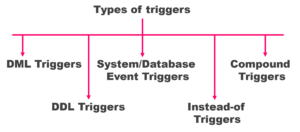 Types of triggers
DML Triggers
System/Database
Event Triggers
Compound
Triggers
DDL Triggers
Instead-of
Triggers